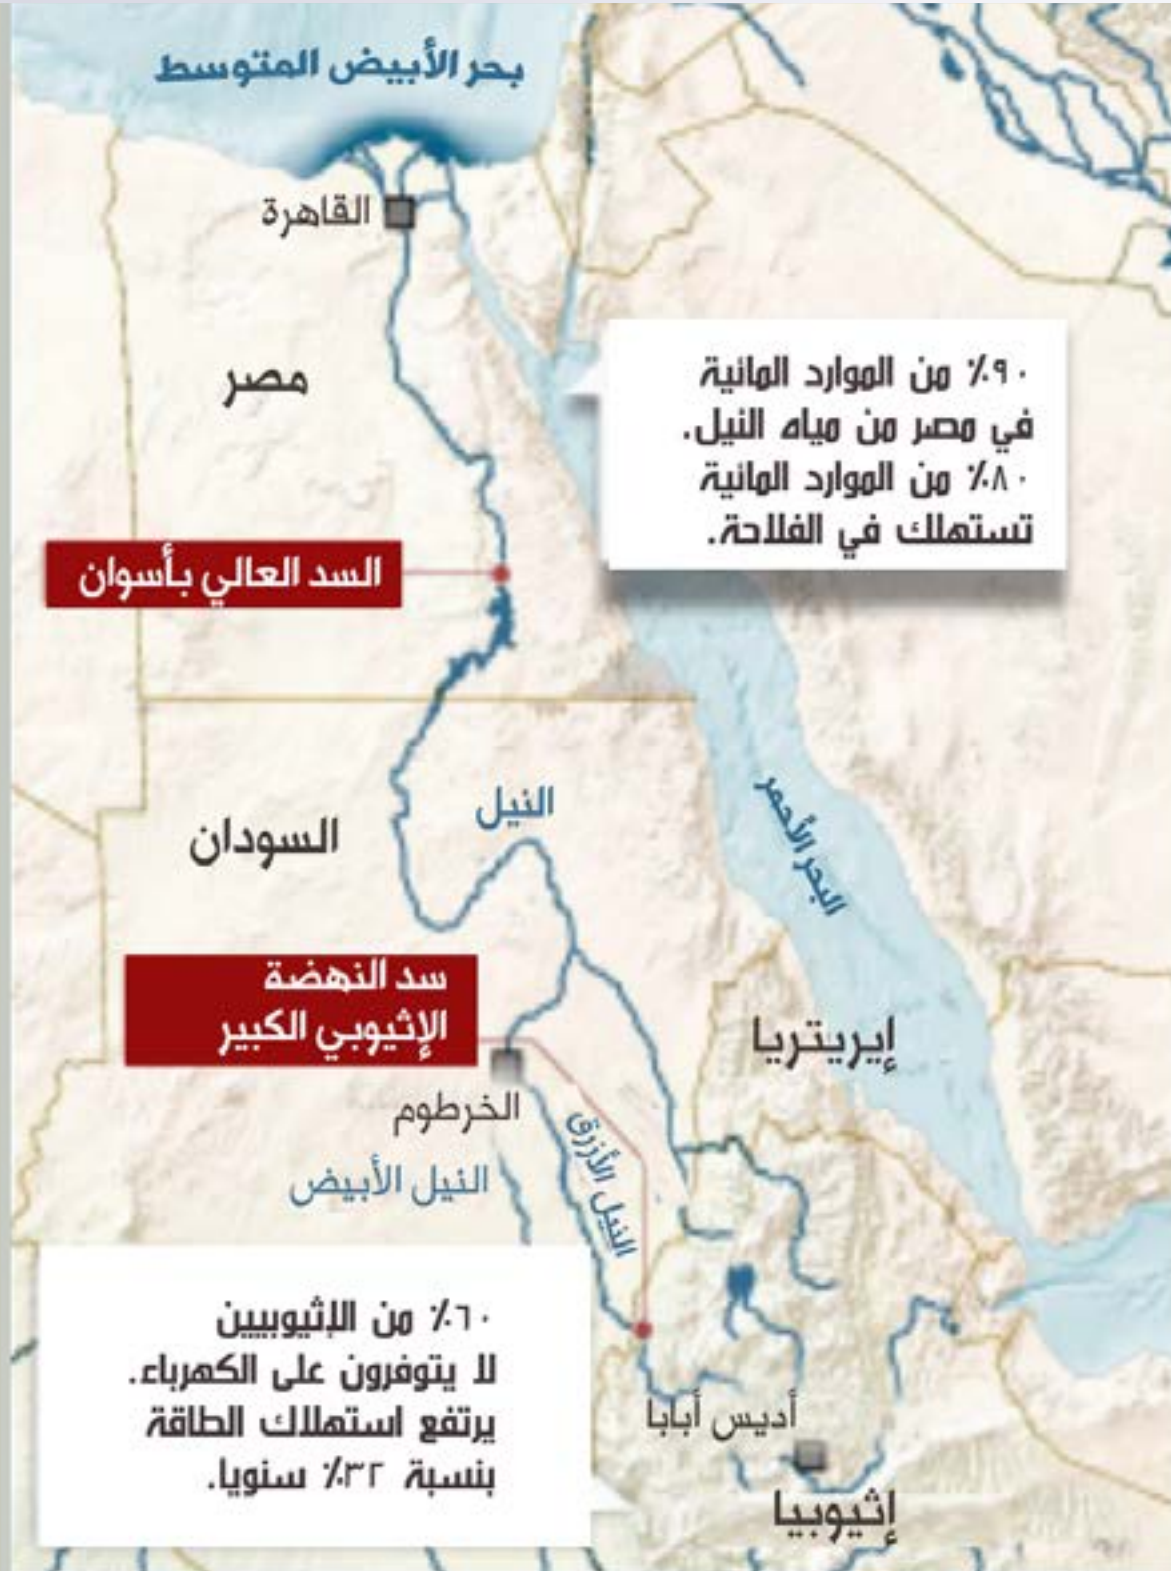 بحر الأبيض المتوسط
القاهرة
مصر
٩٠٪ من الموارد المائية
في مصر من مياه النيل.
٨٠٪ من الموارد المائية
تستهلك في الفلاحة.
السد العالي بأسوان
النيل
البحر الأحمر
السودان
سد النهضة
الإثيوبي الكبير
إيريتريا
الخرطوم
النيل الأزرق
النيل الأبيض
٦٠٪ من الإثيوبيين
لا يتوفرون على الكهرباء.
يرتفع استهلاك الطاقة
بنسبة ٣٢٪ سنويا.
أديس أبابا
إثيوبيا